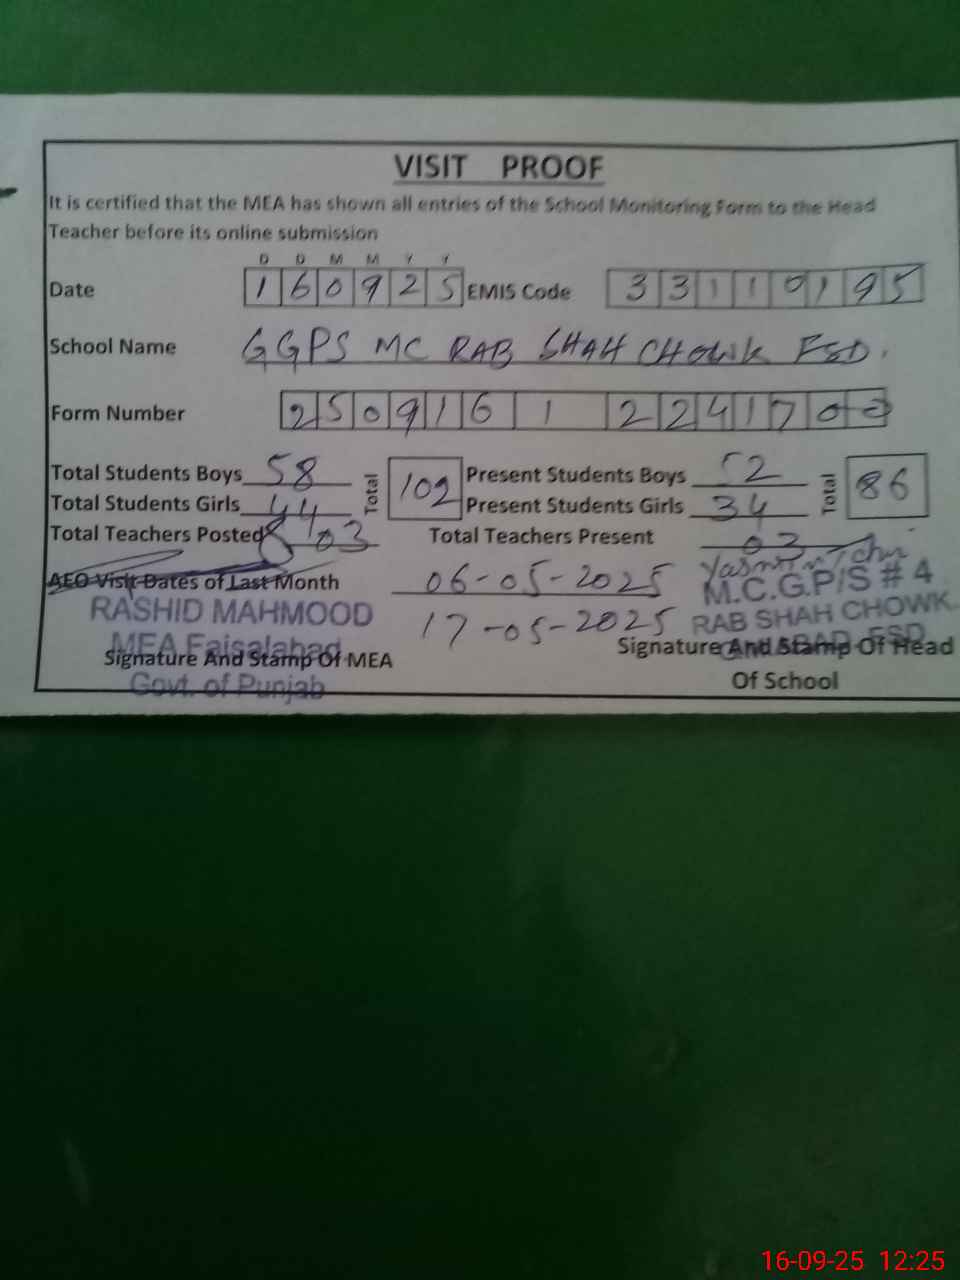 VISIT PROOF
It is certified that the MEA has shown all entries of the School Monitoring Form to the Head
Teacher before its online submission
D D M M Y Y
Date 1 6 0 9 2 5 EMIS Code 3 3 1 1 0 1 9 5
School Name GGPS MC RAB SHAH CHOWK FSD.
Form Number 2 5 0 9 1 6 1 2 2 4 1 7 0 0
Total Students Boys 58 Total 102 Present Students Boys 52 Total 86
Total Students Girls 44 Present Students Girls 34
Total Teachers Posted 03 Total Teachers Present 03
AEO Visit Dates of Last Month 06-05-2025
17-05-2025
RASHID MAHMOOD
MEA Faisalabad
Govt. of Punjab
Signature And Stamp Of MEA
M.C.G.P/S # 4
RAB SHAH CHOWK
FSD
Signature And Stamp Of Head
Of School
16-09-25 12:25